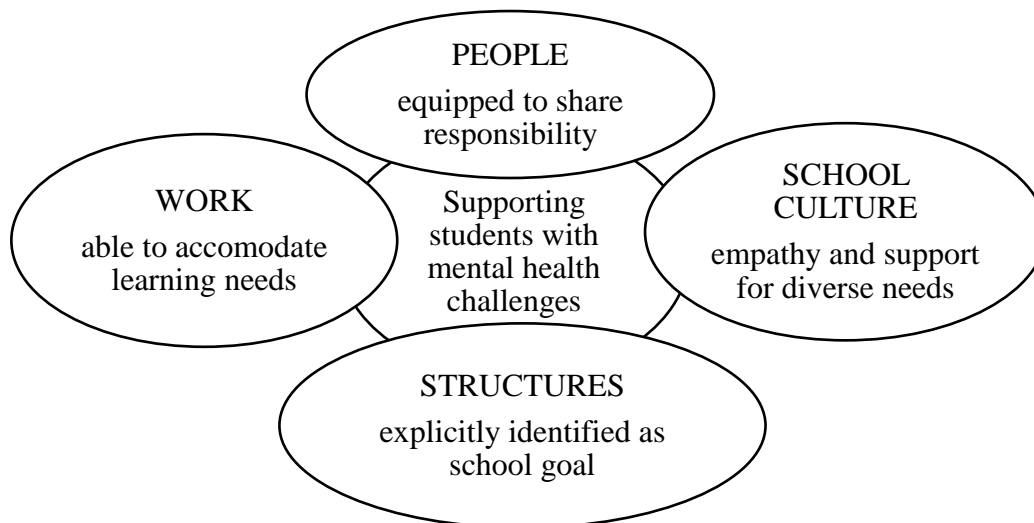 PEOPLE
equipped to share
responsibility
WORK
able to accomodate
learning needs
Supporting
students with
mental health
challenges
SCHOOL
CULTURE
empathy and support
for diverse needs
STRUCTURES
explicitly identified as
school goal